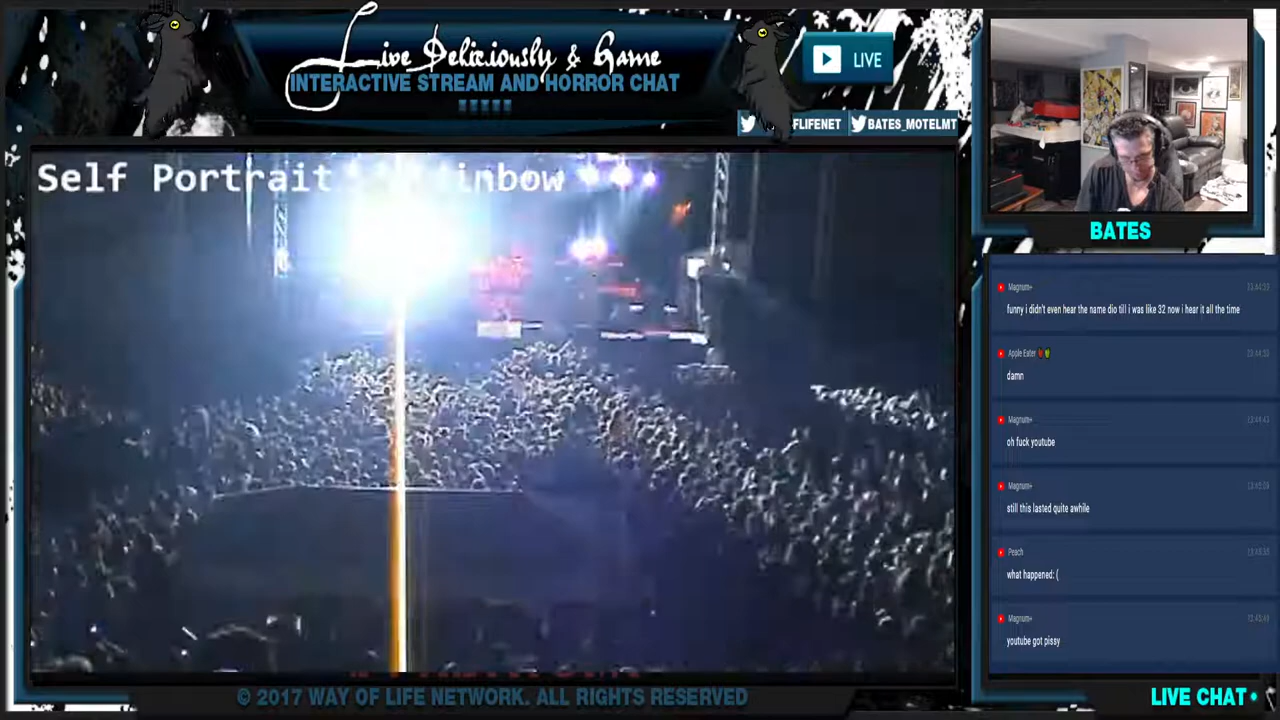 Live Deliciously & Game
INTERACTIVE STREAM AND HORROR CHAT
LIVE
FLIFENET
BATES_MOTELMT
Self Portrait
inbow
BATES
Magnum+
funny i didn't even hear the name dio till i was like 32 now i hear it all the time
Apple Eater
damn
Magnum+
oh fuck youtube
Magnum+
still this lasted quite awhile
Peach
what happened: (
Magnum+
youtube got pissy
© 2017 WAY OF LIFE NETWORK. ALL RIGHTS RESERVED
LIVE CHAT